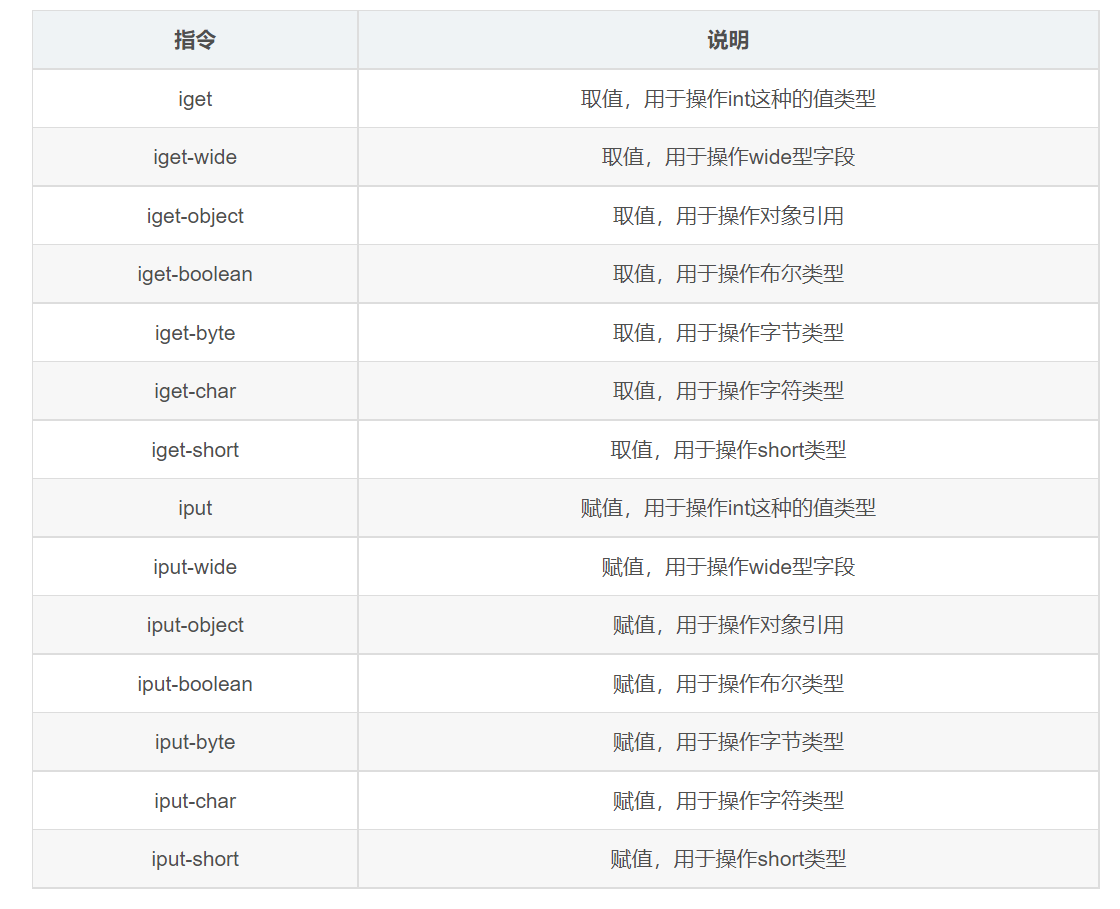 指令 说明
iget 取值，用于操作int这种的值类型
iget-wide 取值，用于操作wide型字段
iget-object 取值，用于操作对象引用
iget-boolean 取值，用于操作布尔类型
iget-byte 取值，用于操作字节类型
iget-char 取值，用于操作字符类型
iget-short 取值，用于操作short类型
iput 赋值，用于操作int这种的值类型
iput-wide 赋值，用于操作wide型字段
iput-object 赋值，用于操作对象引用
iput-boolean 赋值，用于操作布尔类型
iput-byte 赋值，用于操作字节类型
iput-char 赋值，用于操作字符类型
iput-short 赋值，用于操作short类型